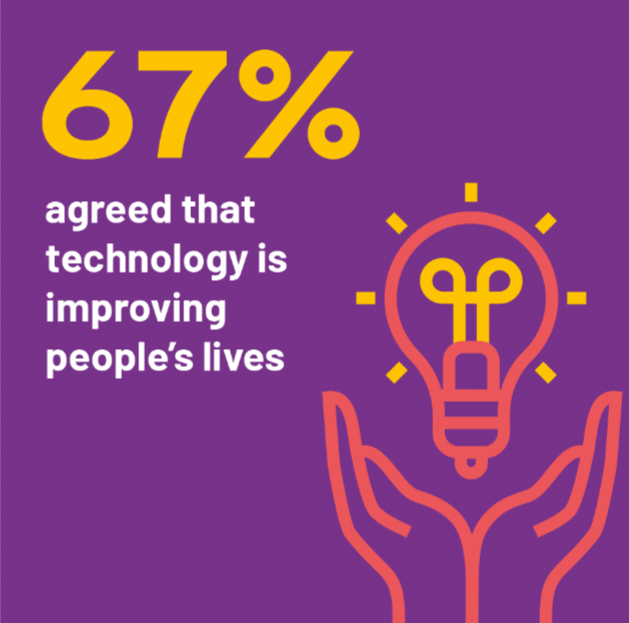 67%
agreed that
technology is
improving
people’s lives